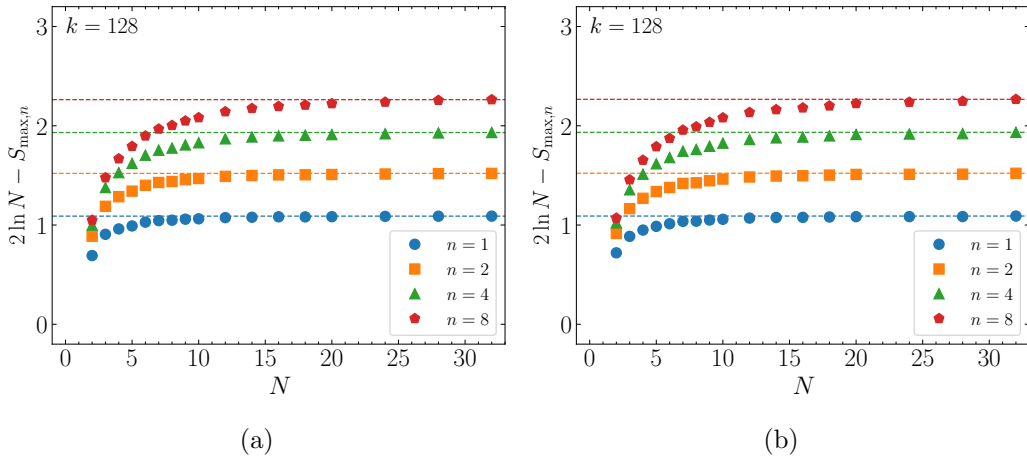 2 ln N − S_max,n
k = 128
3
2
1
0
n = 1
n = 2
n = 4
n = 8
0 5 10 15 20 25 30
N
(a)
2 ln N − S_max,n
k = 128
3
2
1
0
n = 1
n = 2
n = 4
n = 8
0 5 10 15 20 25 30
N
(b)